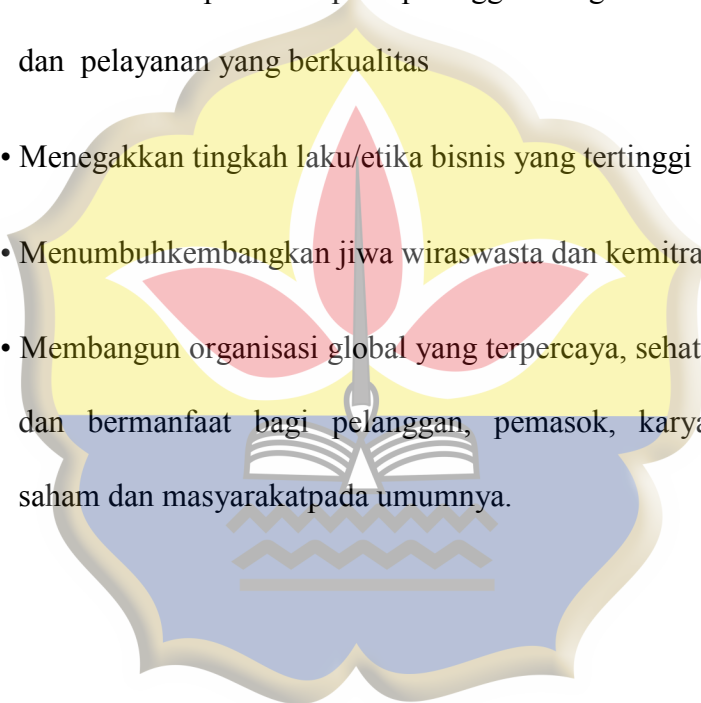 dan pelayanan yang berkualitas
• Menegakkan tingkah laku/etika bisnis yang tertinggi
• Menumbuhkembangkan jiwa wiraswasta dan kemitra
• Membangun organisasi global yang terpercaya, sehat
dan bermanfaat bagi pelanggan, pemasok, karya
saham dan masyarakatpada umumnya.